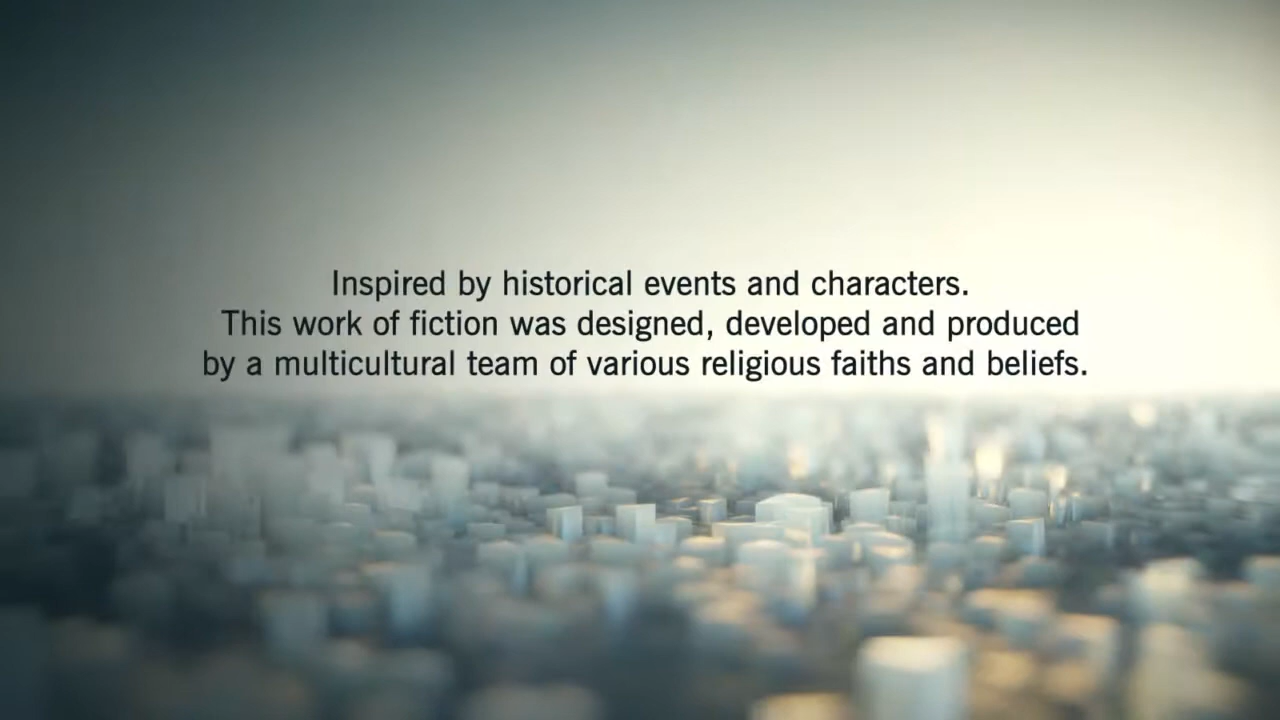 Inspired by historical events and characters.
This work of fiction was designed, developed and produced
by a multicultural team of various religious faiths and beliefs.